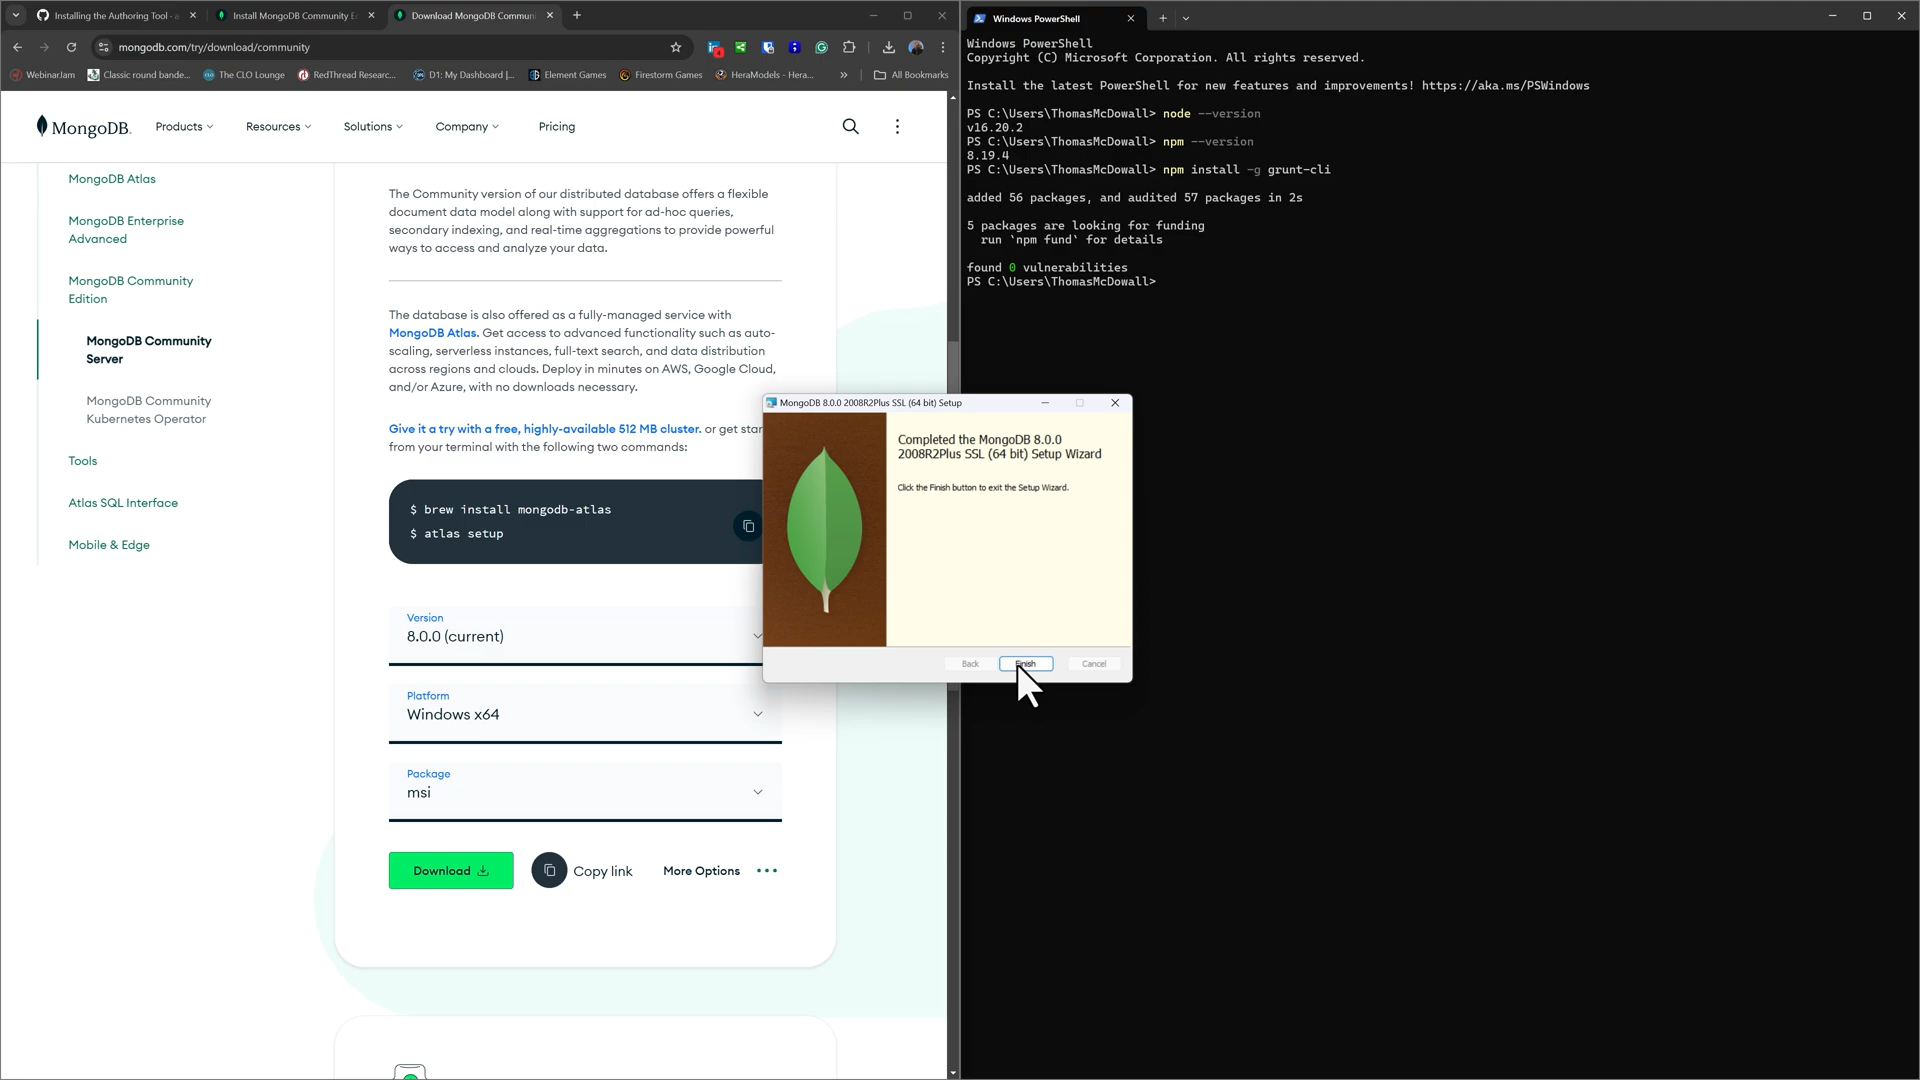 Installing the Authoring Tool - a
Install MongoDB Community E
Download MongoDB Commun
mongodb.com/try/download/community
4
WebinarJam
Classic round bande...
The CLO Lounge
RedThread Researc...
D1: My Dashboard |...
Element Games
Firestorm Games
HeraModels - Hera...
»
All Bookmarks
MongoDB.
Products
Resources
Solutions
Company
Pricing
MongoDB Atlas
MongoDB Enterprise
Advanced
MongoDB Community
Edition
MongoDB Community
Server
MongoDB Community
Kubernetes Operator
Tools
Atlas SQL Interface
Mobile & Edge
The Community version of our distributed database offers a flexible
document data model along with support for ad-hoc queries,
secondary indexing, and real-time aggregations to provide powerful
ways to access and analyze your data.
The database is also offered as a fully-managed service with
MongoDB Atlas. Get access to advanced functionality such as auto-
scaling, serverless instances, full-text search, and data distribution
across regions and clouds. Deploy in minutes on AWS, Google Cloud,
and/or Azure, with no downloads necessary.
Give it a try with a free, highly-available 512 MB cluster. or get star
from your terminal with the following two commands:
$ brew install mongodb-atlas
$ atlas setup
Version
8.0.0 (current)
Platform
Windows x64
Package
msi
Download
Copy link
More Options
MongoDB 8.0.0 2008R2Plus SSL (64 bit) Setup
Completed the MongoDB 8.0.0
2008R2Plus SSL (64 bit) Setup Wizard
Click the Finish button to exit the Setup Wizard.
Back
Finish
Cancel
Windows PowerShell
Windows PowerShell
Copyright (C) Microsoft Corporation. All rights reserved.
Install the latest PowerShell for new features and improvements! https://aka.ms/PSWindows
PS C:\Users\ThomasMcDowall> node --version
v16.20.2
PS C:\Users\ThomasMcDowall> npm --version
8.19.4
PS C:\Users\ThomasMcDowall> npm install -g grunt-cli
added 56 packages, and audited 57 packages in 2s
5 packages are looking for funding
run `npm fund` for details
found 0 vulnerabilities
PS C:\Users\ThomasMcDowall>